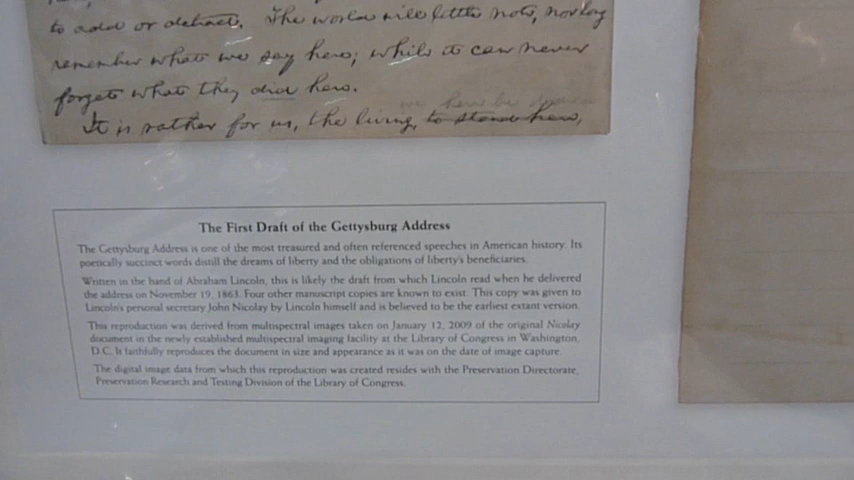 to add or detract. The world will little note, nor long
remember what we say here; while it can never
forget what they did here.
we here be dedica
It is rather for us, the living, to stand here,
The First Draft of the Gettysburg Address
The Gettysburg Address is one of the most treasured and often referenced speeches in American history. Its
poetically succinct words distill the dreams of liberty and the obligations of liberty's beneficiaries.
Written in the hand of Abraham Lincoln, this is likely the draft from which Lincoln read when he delivered
the address on November 19, 1863. Four other manuscript copies are known to exist. This copy was given to
Lincoln's personal secretary John Nicolay by Lincoln himself and is believed to be the earliest extant version.
This reproduction was derived from multispectral images taken on January 12, 2009 of the original Nicolay
document in the newly established multispectral imaging facility at the Library of Congress in Washington,
D.C. It faithfully reproduces the document in size and appearance as it was on the date of image capture.
The digital image data from which this reproduction was created resides with the Preservation Directorate,
Preservation Research and Testing Division of the Library of Congress.